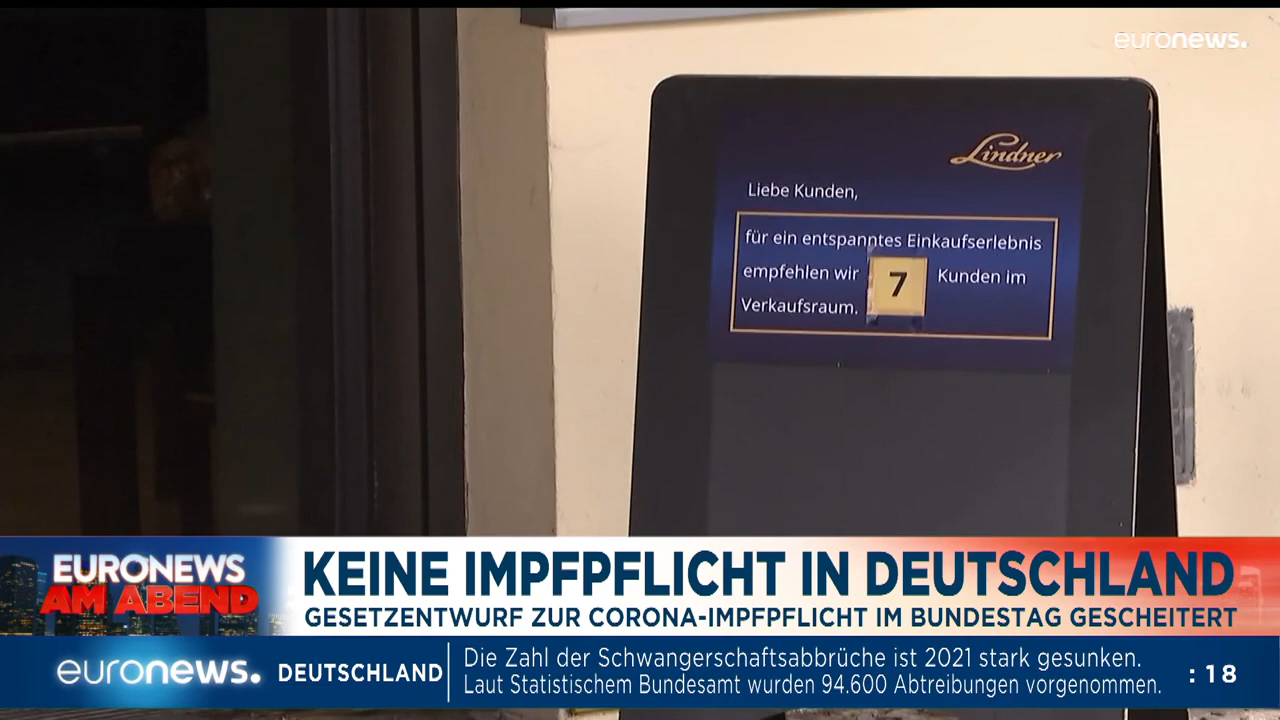 euronews.
Lindner
Liebe Kunden,
für ein entspanntes Einkaufserlebnis
empfehlen wir 7 Kunden im
Verkaufsraum.
EURONEWS
AM ABEND
KEINE IMPFPFLICHT IN DEUTSCHLAND
GESETZENTWURF ZUR CORONA-IMPFPFLICHT IM BUNDESTAG GESCHEITERT
euronews.
DEUTSCHLAND
Die Zahl der Schwangerschaftsabbrüche ist 2021 stark gesunken.
Laut Statistischem Bundesamt wurden 94.600 Abtreibungen vorgenommen.
:18